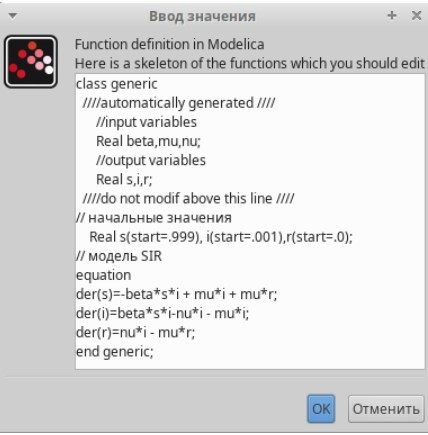 Ввод значения
Function definition in Modelica
Here is a skeleton of the functions which you should edit
class generic
////automatically generated ////
//input variables
Real beta,mu,nu;
//output variables
Real s,i,r;
////do not modif above this line ////
// начальные значения
Real s(start=.999), i(start=.001),r(start=.0);
// модель SIR
equation
der(s)=-beta*s*i + mu*i + mu*r;
der(i)=beta*s*i-nu*i - mu*i;
der(r)=nu*i - mu*r;
end generic;
OK
Отменить